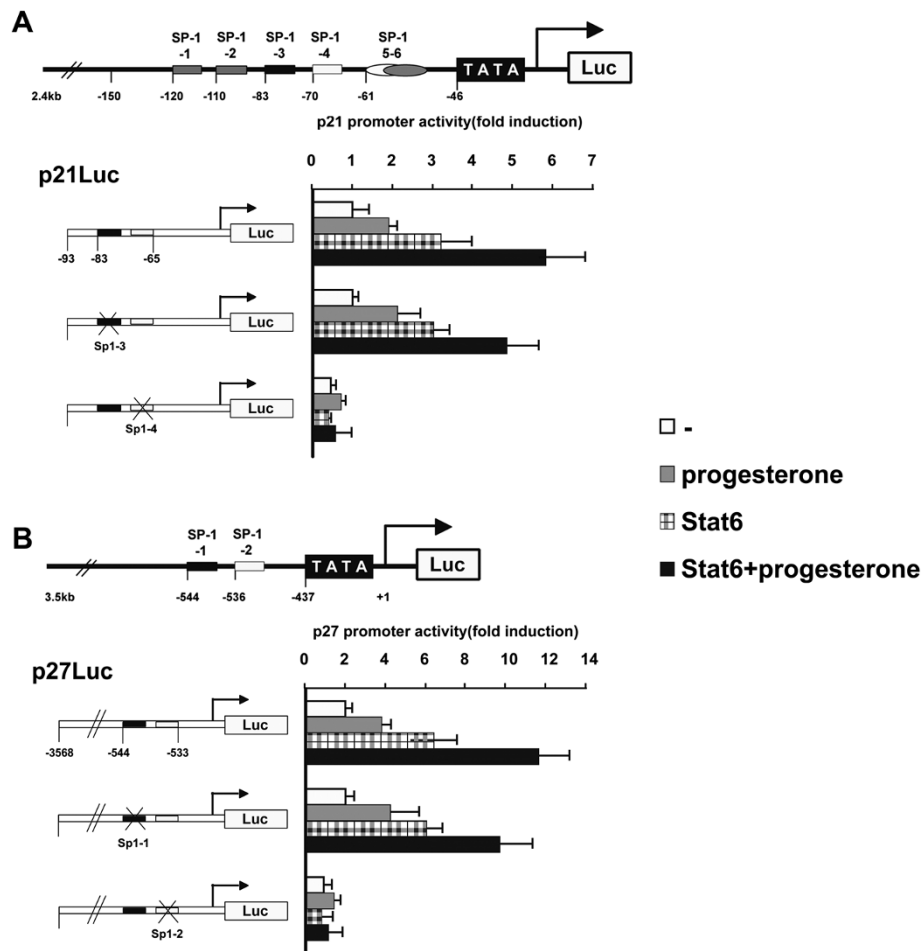 A
SP-1 SP-1 SP-1 SP-1 SP-1
-1 -2 -3 -4 5-6
TATA Luc
2.4kb -150 -120 -110 -83 -70 -61 -46
p21 promoter activity(fold induction)
0 1 2 3 4 5 6 7
p21Luc
Luc
-93 -83 -65
Luc
Sp1-3
Luc
Sp1-4
-
progesterone
Stat6
Stat6+progesterone
B
SP-1 SP-1
-1 -2
TATA Luc
3.5kb -544 -536 -437 +1
p27 promoter activity(fold induction)
0 2 4 6 8 10 12 14
p27Luc
Luc
-3568 -544 -533
Luc
Sp1-1
Luc
Sp1-2